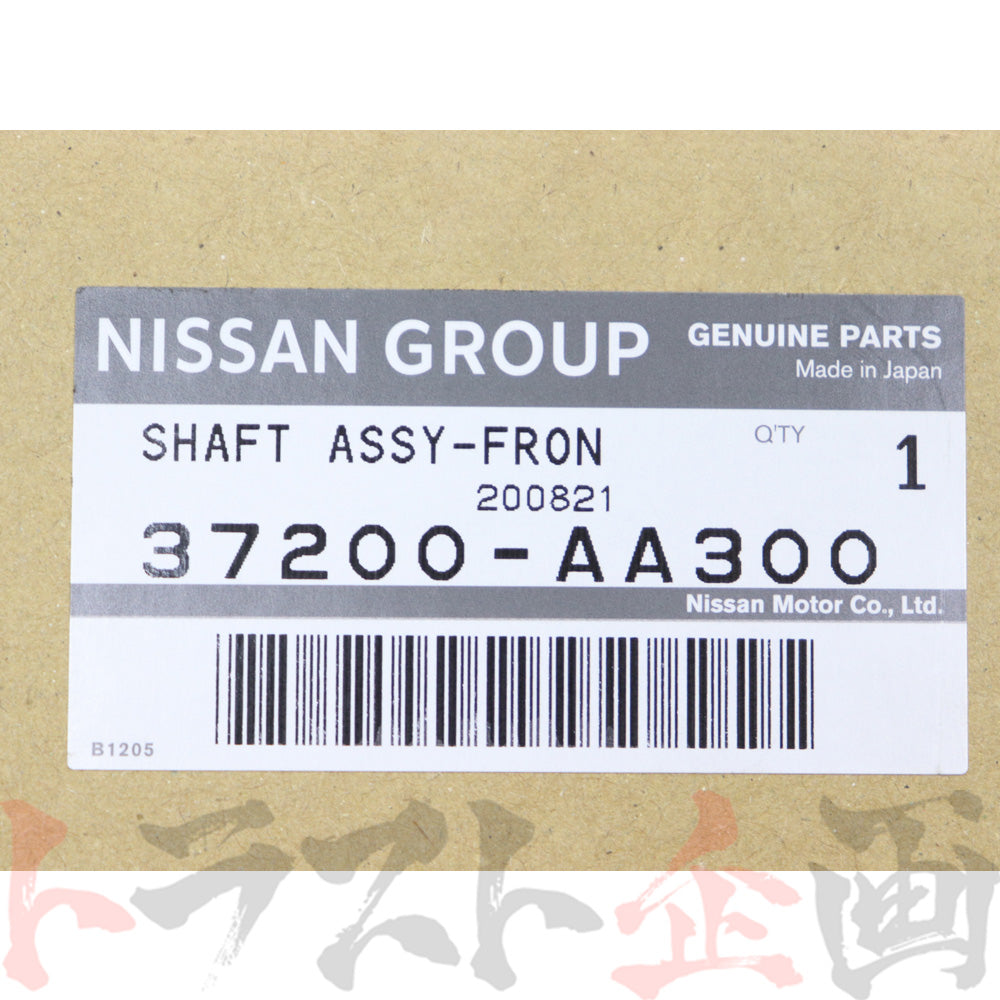 NISSAN GROUP
GENUINE PARTS
Made in Japan
SHAFT ASSY-FRON
Q'TY 1
200821
37200-AA300
Nissan Motor Co., Ltd.
B1205
トラスト企画